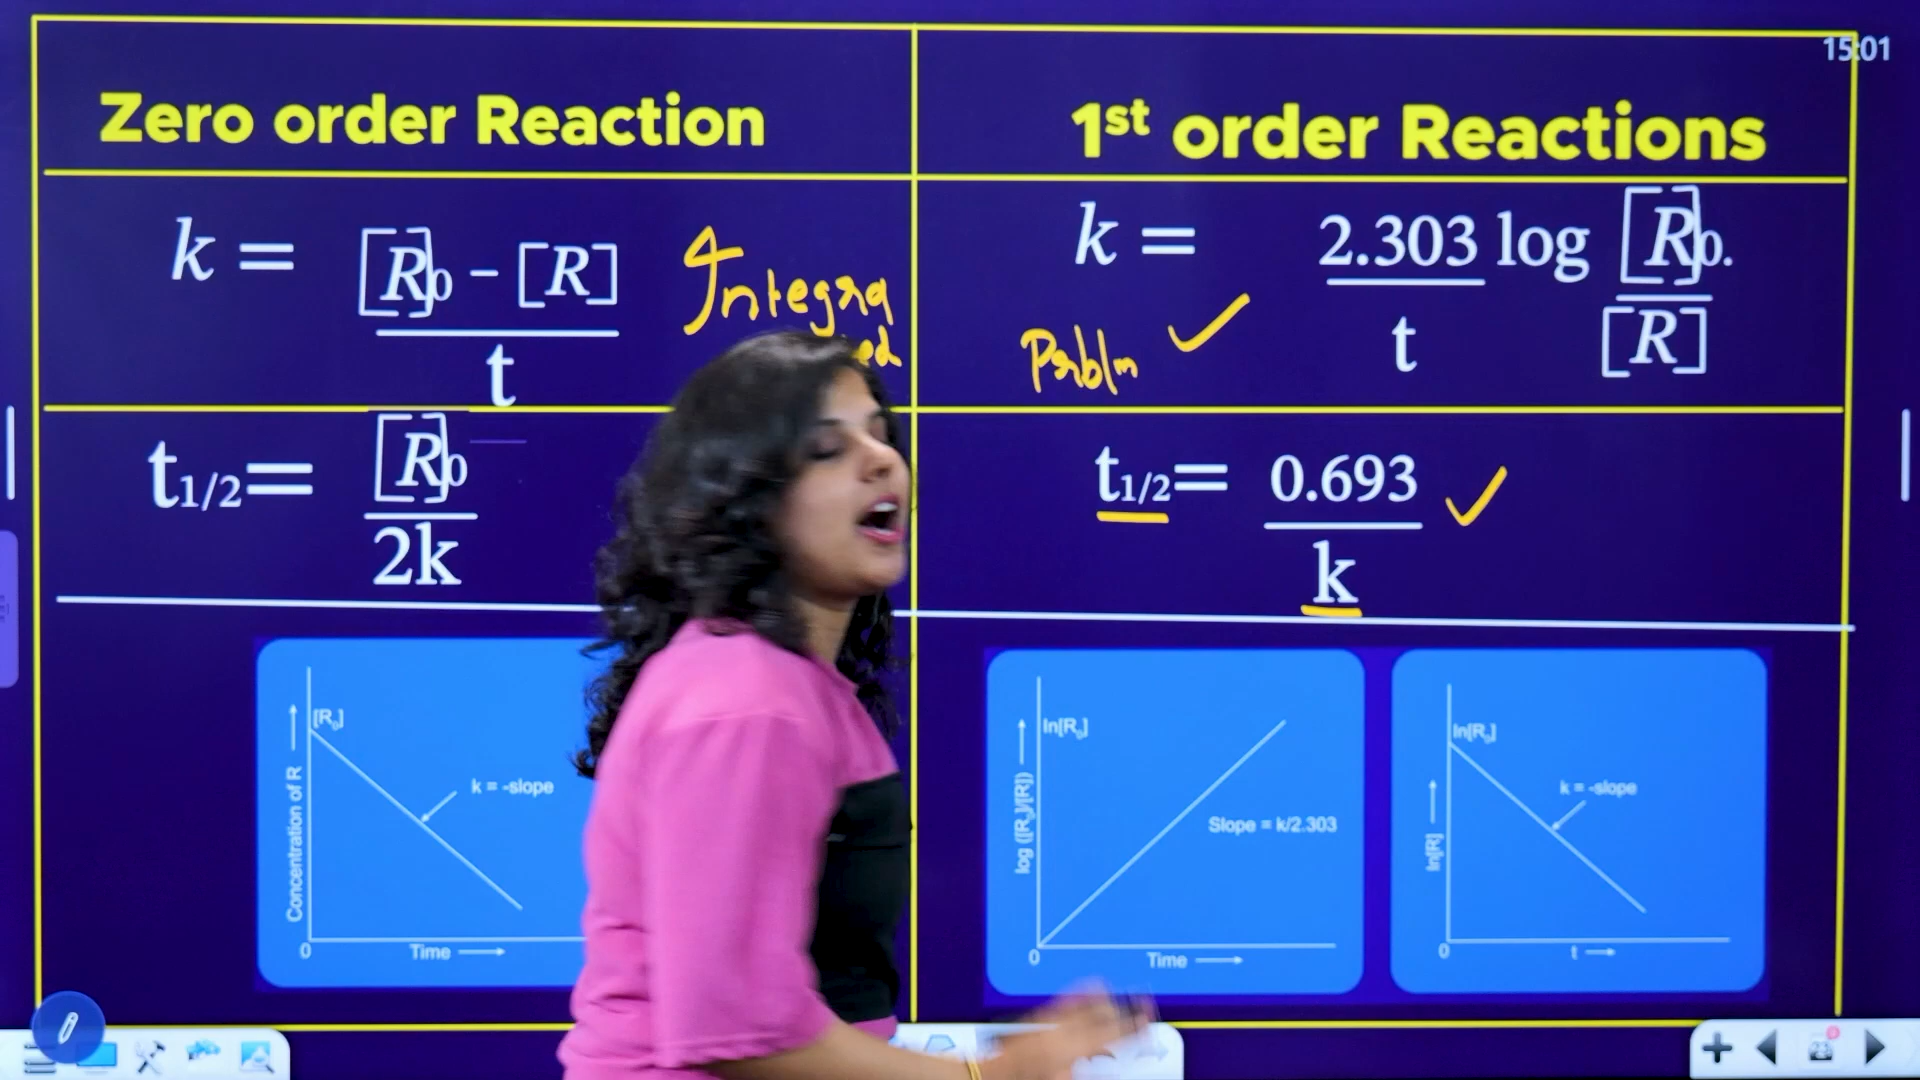 15:01
Zero order Reaction
1st order Reactions
k = [R]0 - [R]
t
Integra
ed
k = 2.303 log [R]0.
t [R]
Prblm ✓
t1/2= [R]0
2k
t1/2= 0.693 ✓
k
[R0]
k = -slope
Concentration of R
0
Time
ln[R0]
log ([R0]/[R])
Slope = k/2.303
0
Time
ln[R0]
k = -slope
ln[R]
0
t